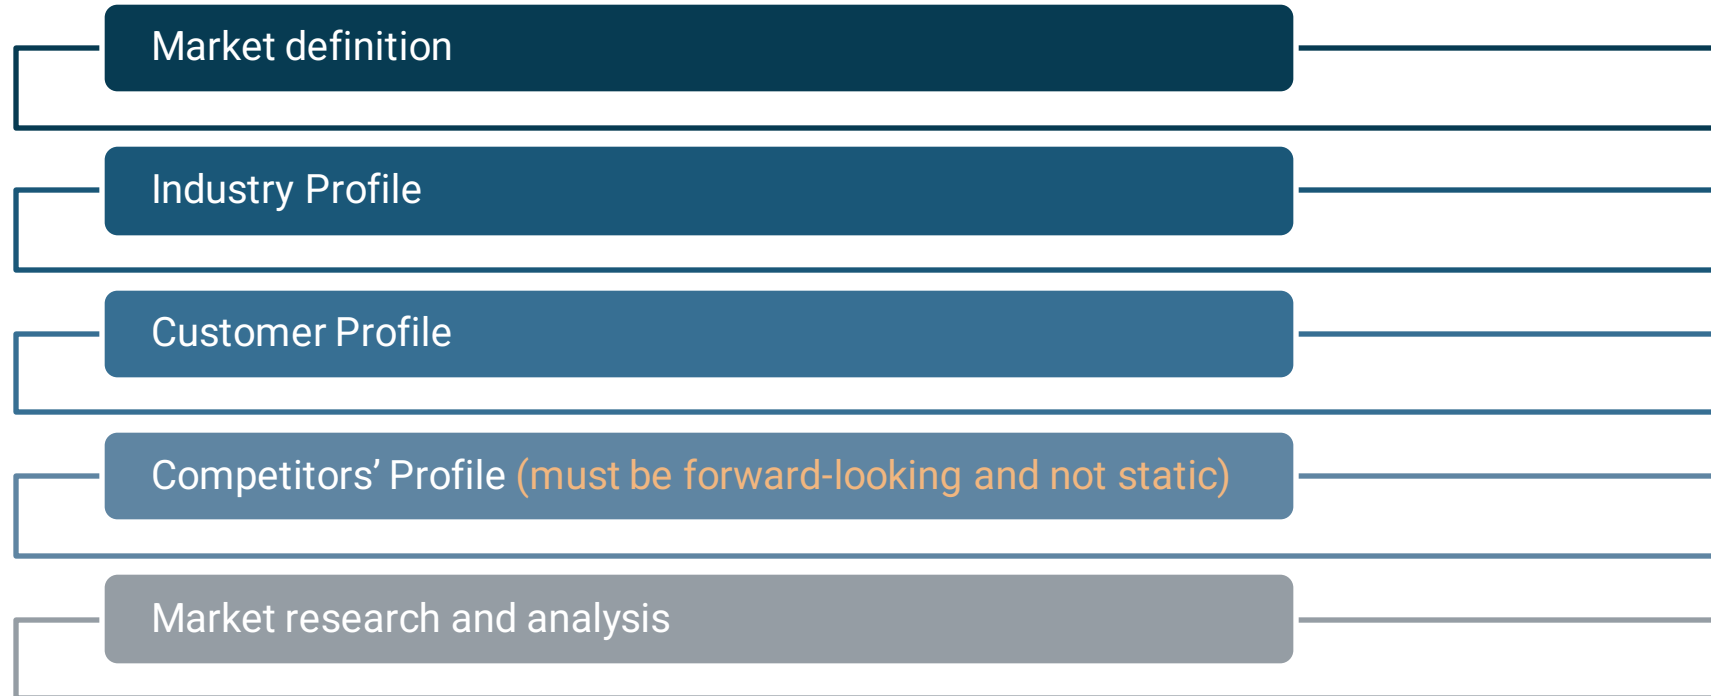 Market definition
Industry Profile
Customer Profile
Competitors’ Profile (must be forward-looking and not static)
Market research and analysis